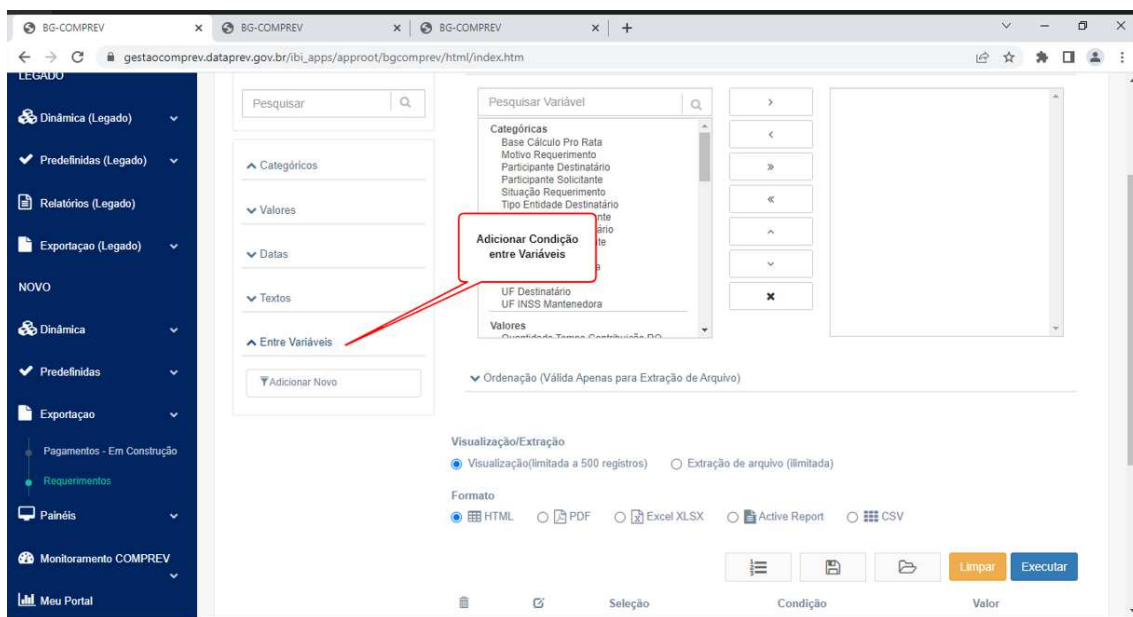 BG-COMPREV
BG-COMPREV
BG-COMPREV
gestaocomprev.dataprev.gov.br/ibi_apps/approot/bgcomprev/html/index.htm
LEGADO
Dinâmica (Legado)
Predefinidas (Legado)
Relatórios (Legado)
Exportaçao (Legado)
NOVO
Dinâmica
Predefinidas
Exportaçao
Pagamentos - Em Construção
Requerimentos
Painéis
Monitoramento COMPREV
Meu Portal
Pesquisar
Categóricos
Valores
Datas
Textos
Entre Variáveis
Adicionar Novo
Pesquisar Variável
Categóricas
Base Cálculo Pro Rata
Motivo Requerimento
Participante Destinatário
Participante Solicitante
Situação Requerimento
Tipo Entidade Destinatário
nte
ário
te
a
UF Destinatário
UF INSS Mantenedora
Valores
Adicionar Condição
entre Variáveis
Ordenação (Válida Apenas para Extração de Arquivo)
Visualização/Extração
Visualização(limitada a 500 registros) Extração de arquivo (ilimitada)
Formato
HTML PDF Excel XLSX Active Report CSV
Limpar Executar
Seleção Condição Valor